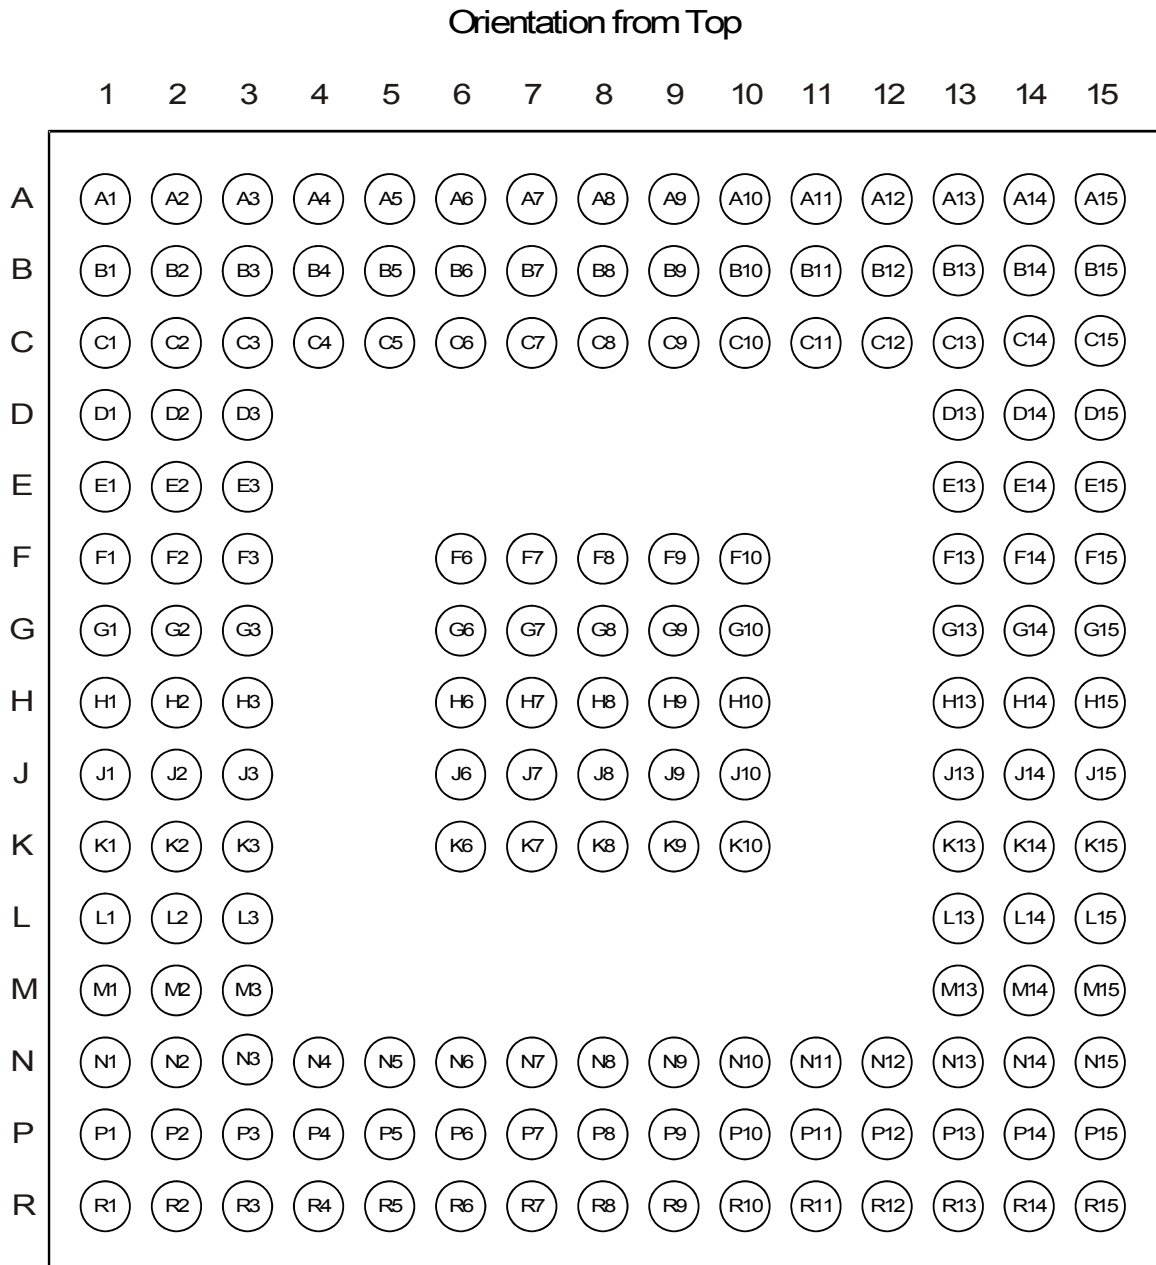 Orientation from Top
1 2 3 4 5 6 7 8 9 10 11 12 13 14 15
A A1 A2 A3 A4 A5 A6 A7 A8 A9 A10 A11 A12 A13 A14 A15
B B1 B2 B3 B4 B5 B6 B7 B8 B9 B10 B11 B12 B13 B14 B15
C C1 C2 C3 C4 C5 C6 C7 C8 C9 C10 C11 C12 C13 C14 C15
D D1 D2 D3 D13 D14 D15
E E1 E2 E3 E13 E14 E15
F F1 F2 F3 F6 F7 F8 F9 F10 F13 F14 F15
G G1 G2 G3 G6 G7 G8 G9 G10 G13 G14 G15
H H1 H2 H3 H6 H7 H8 H9 H10 H13 H14 H15
J J1 J2 J3 J6 J7 J8 J9 J10 J13 J14 J15
K K1 K2 K3 K6 K7 K8 K9 K10 K13 K14 K15
L L1 L2 L3 L13 L14 L15
M M1 M2 M3 M13 M14 M15
N N1 N2 N3 N4 N5 N6 N7 N8 N9 N10 N11 N12 N13 N14 N15
P P1 P2 P3 P4 P5 P6 P7 P8 P9 P10 P11 P12 P13 P14 P15
R R1 R2 R3 R4 R5 R6 R7 R8 R9 R10 R11 R12 R13 R14 R15